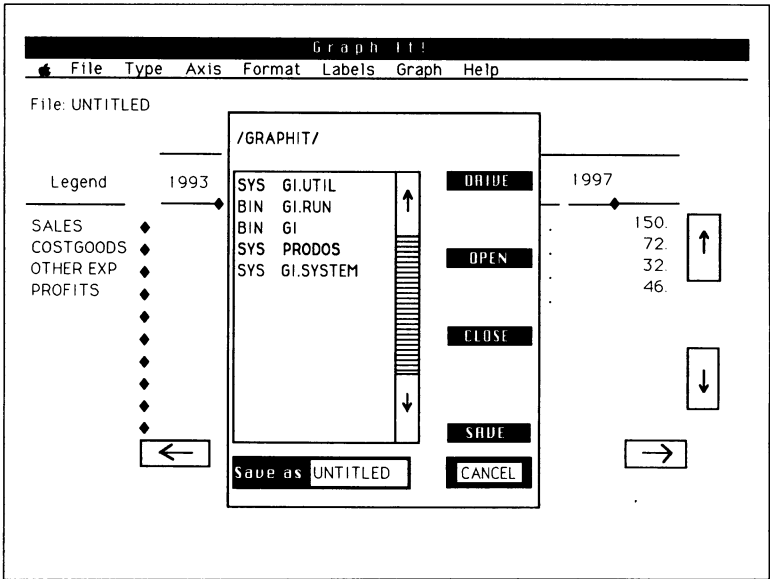 Graph It!
File Type Axis Format Labels Graph Help
File: UNTITLED
/GRAPHIT/
Legend 1993 1997
SYS GI.UTIL
BIN GI.RUN
BIN GI
SYS PRODOS
SYS GI.SYSTEM
DRIVE
OPEN
CLOSE
SAVE
CANCEL
Save as UNTITLED
SALES 150.
COSTGOODS 72.
OTHER EXP 32.
PROFITS 46.